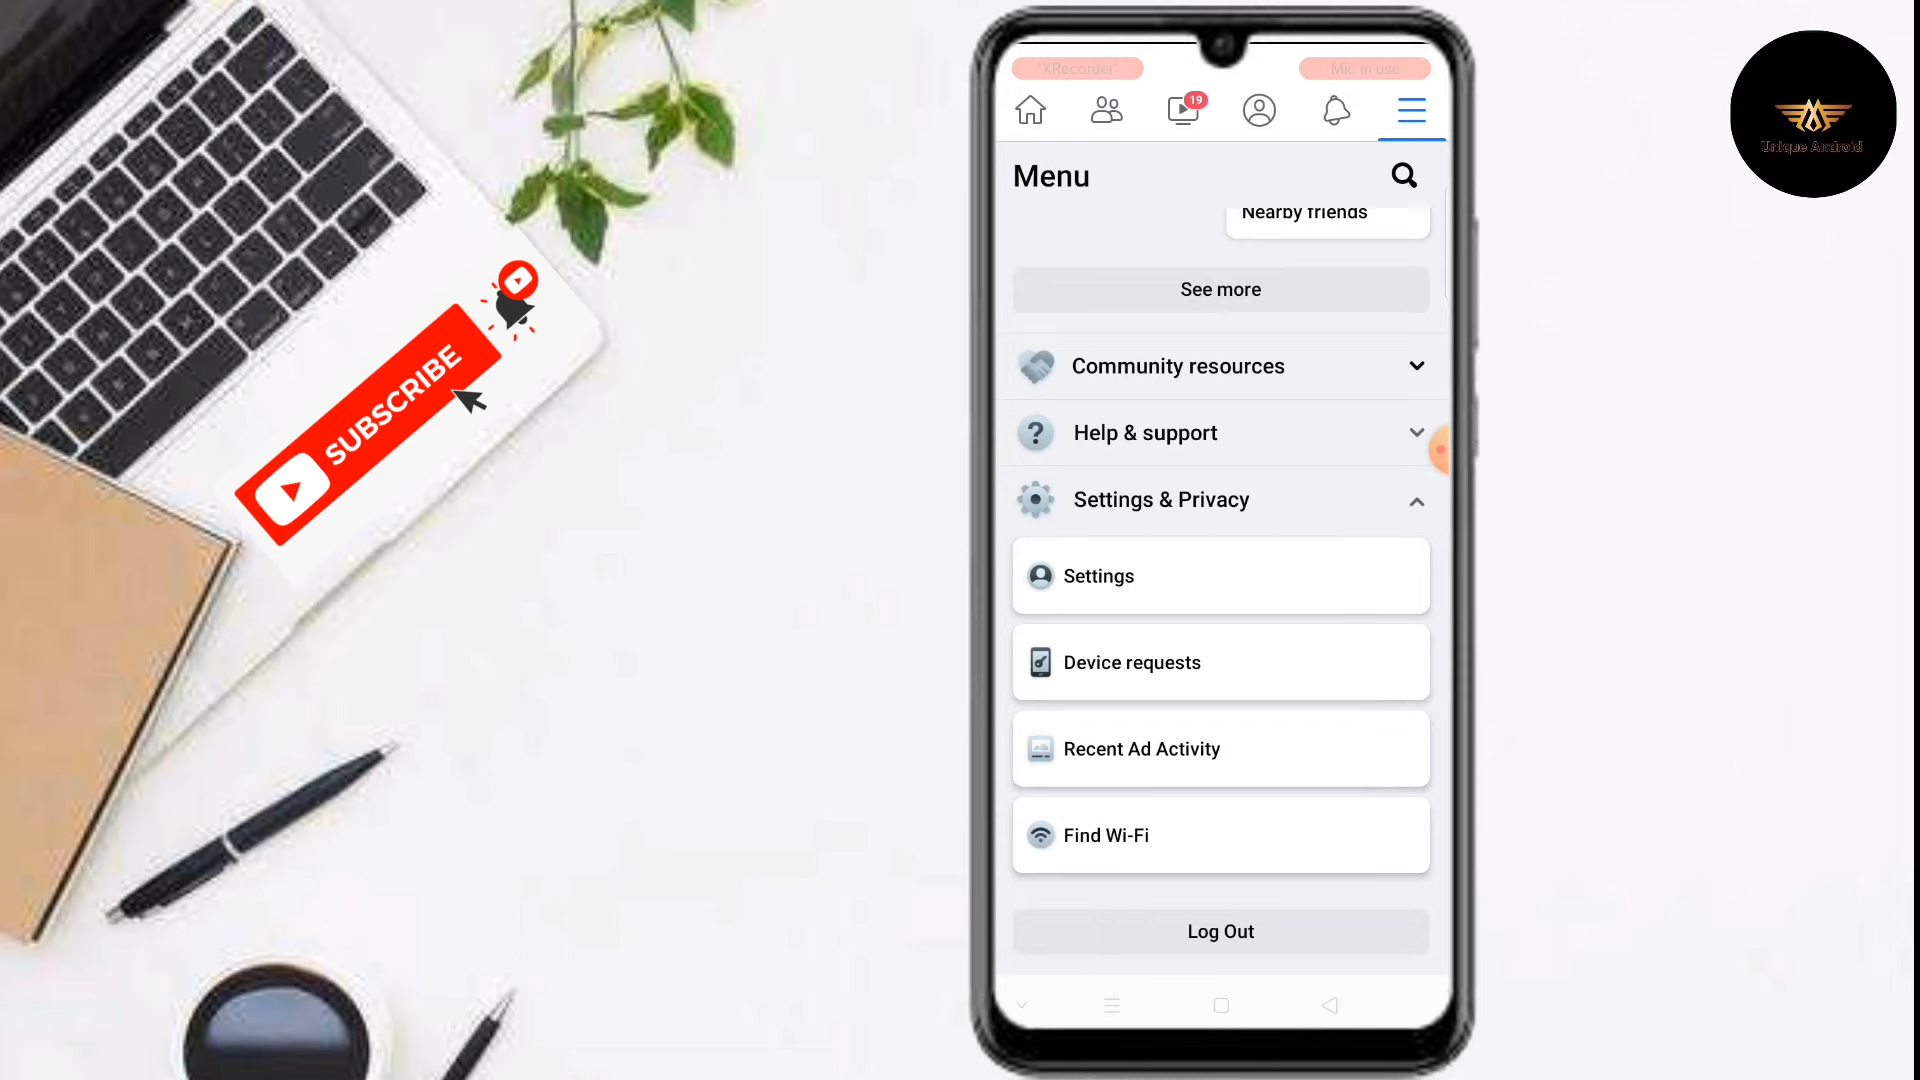 "XRecorder"
Mic in use
19
Unique Android
Menu
Nearby friends
See more
Community resources
Help & support
Settings & Privacy
Settings
Device requests
Recent Ad Activity
Find Wi-Fi
Log Out
SUBSCRIBE